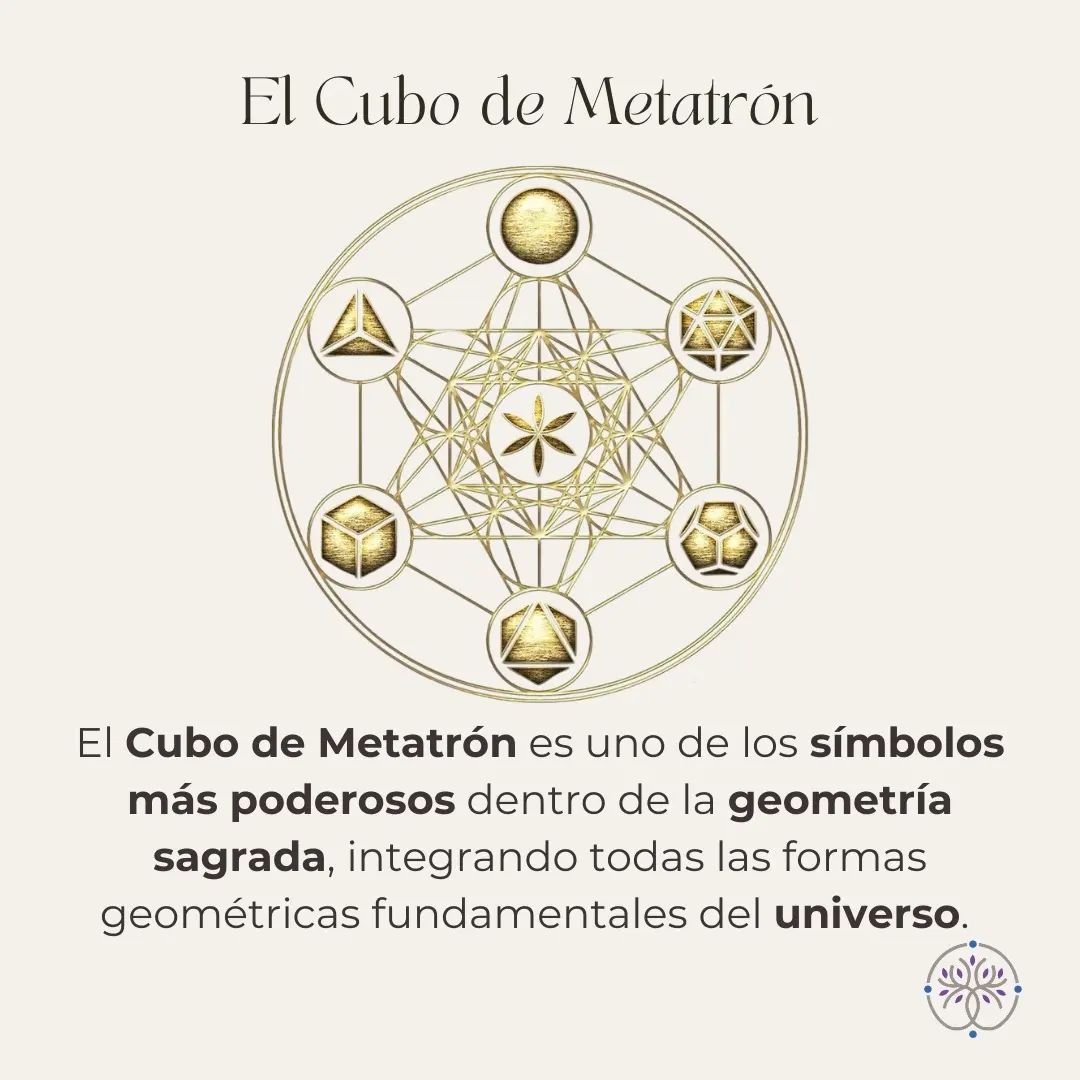 El Cubo de Metatrón
El Cubo de Metatrón es uno de los símbolos
más poderosos dentro de la geometría
sagrada, integrando todas las formas
geométricas fundamentales del universo.